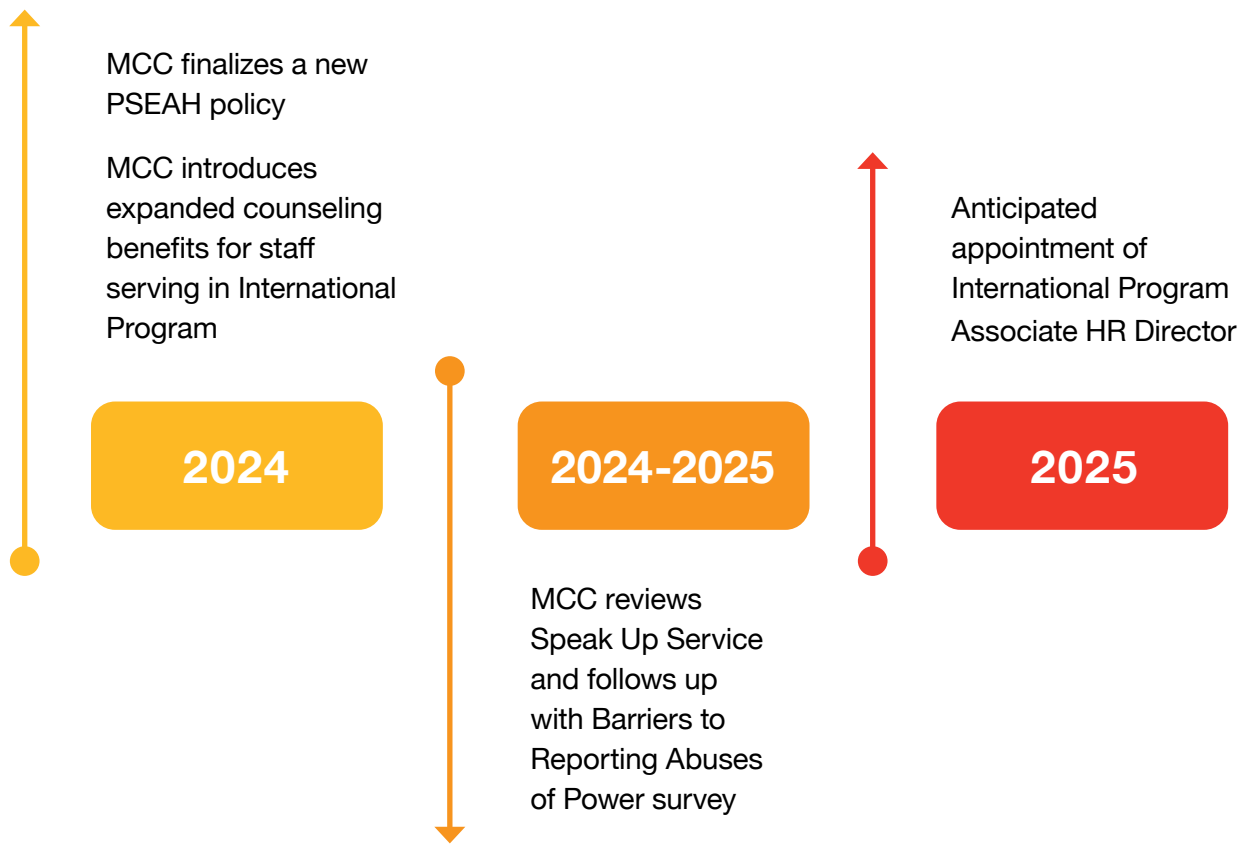 MCC finalizes a new
PSEAH policy
MCC introduces
expanded counseling
benefits for staff
serving in International
Program
2024
2024-2025
MCC reviews
Speak Up Service
and follows up
with Barriers to
Reporting Abuses
of Power survey
Anticipated
appointment of
International Program
Associate HR Director
2025